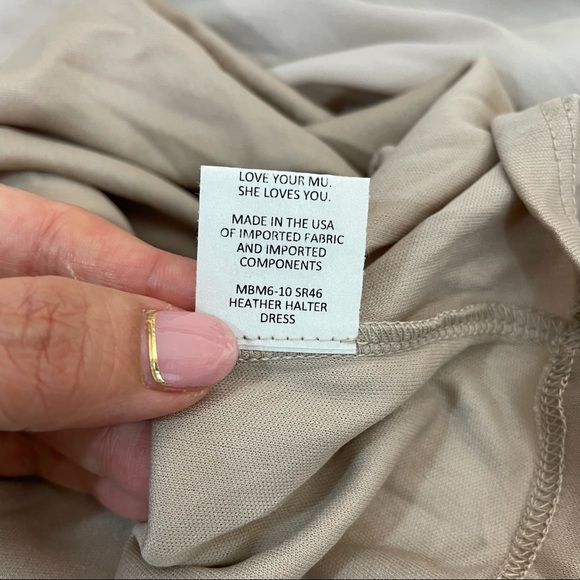 LOVE YOUR MU.
SHE LOVES YOU.
MADE IN THE USA
OF IMPORTED FABRIC
AND IMPORTED
COMPONENTS
MBM6-10 SR46
HEATHER HALTER
DRESS